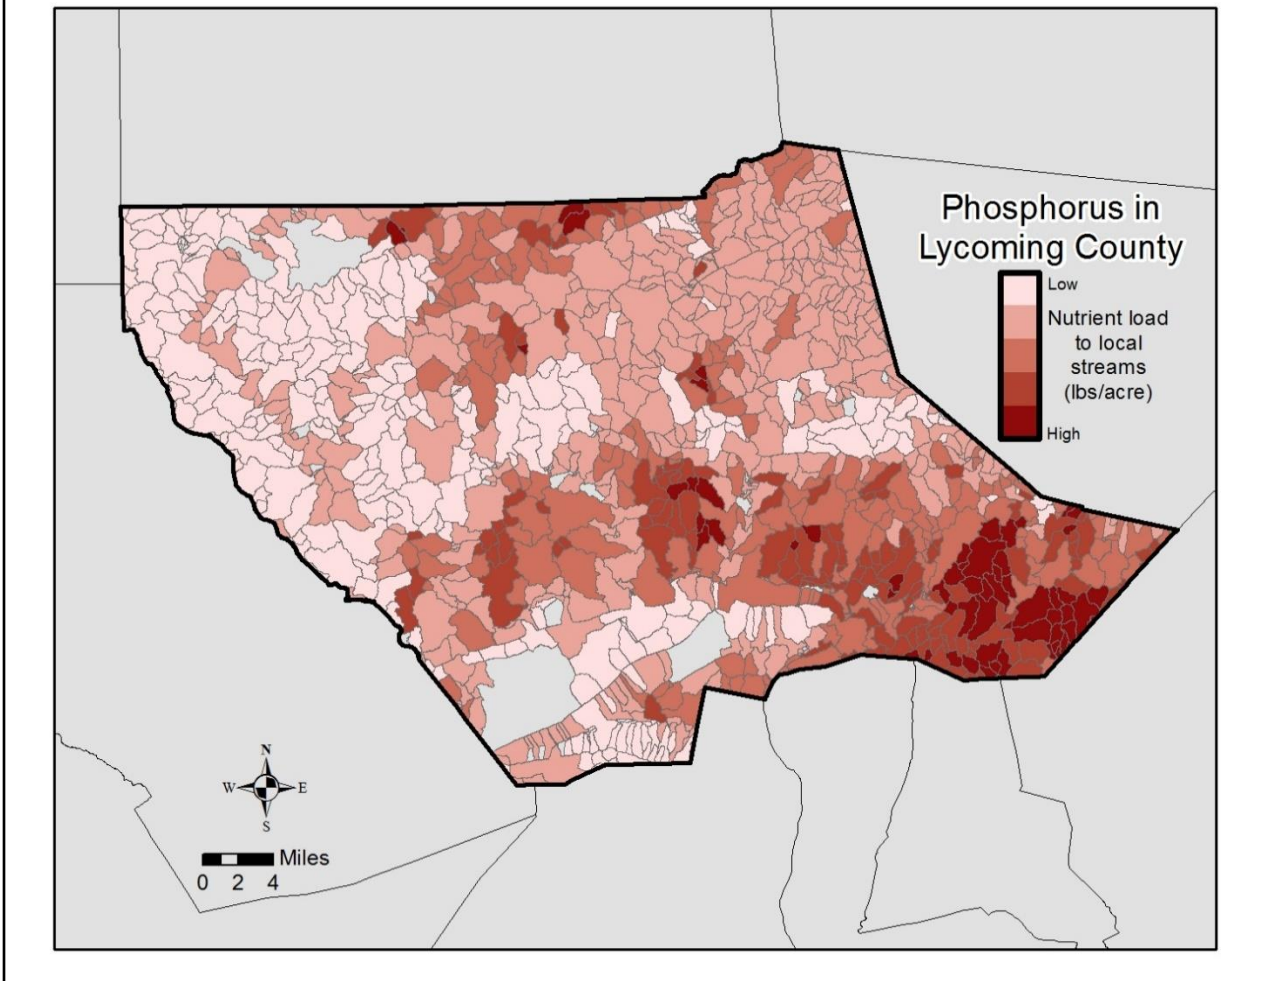 Phosphorus in
Lycoming County
Low
Nutrient load
to local
streams
(lbs/acre)
High
N
W E
S
Miles
0 2 4